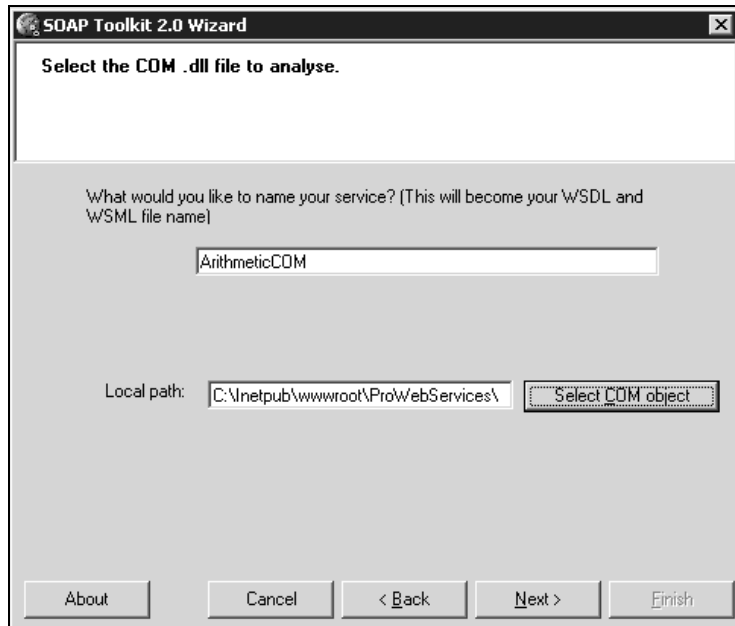 SOAP Toolkit 2.0 Wizard
Select the COM .dll file to analyse.
What would you like to name your service? (This will become your WSDL and
WSML file name)
ArithmeticCOM
Local path: C:\Inetpub\wwwroot\ProWebServices\ Select COM object
About Cancel < Back Next > Finish